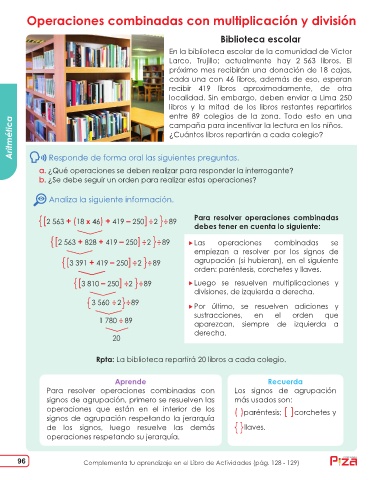 Operaciones combinadas con multiplicación y división
Biblioteca escolar
En la biblioteca escolar de la comunidad de Víctor
Larco, Trujillo; actualmente hay 2 563 libros. El
próximo mes recibirán una donación de 18 cajas,
cada una con 46 libros, además de eso, esperan
recibir 419 libros aproximadamente, de otra
localidad. Sin embargo, deben enviar a Lima 250
libros y la mitad de los libros restantes repartirlos
entre 89 colegios de la zona. Todo esto en una
campaña para incentivar la lectura en los niños.
¿Cuántos libros repartirán a cada colegio?
Aritmética
Responde de forma oral las siguientes preguntas.
a. ¿Qué operaciones se deben realizar para responder la interrogante?
b. ¿Se debe seguir un orden para realizar estas operaciones?
Analiza la siguiente información.
{[2 563 + (18 x 46) + 419 – 250] ÷ 2} ÷ 89
{[2 563 + 828 + 419 – 250] ÷ 2} ÷ 89
{[3 391 + 419 – 250] ÷ 2} ÷ 89
{[3 810 – 250] ÷ 2} ÷ 89
{3 560 ÷ 2} ÷ 89
1 780 ÷ 89
20
Para resolver operaciones combinadas
debes tener en cuenta lo siguiente:
Las operaciones combinadas se
empiezan a resolver por los signos de
agrupación (si hubieran), en el siguiente
orden: paréntesis, corchetes y llaves.
Luego se resuelven multiplicaciones y
divisiones, de izquierda a derecha.
Por último, se resuelven adiciones y
sustracciones, en el orden que
aparezcan, siempre de izquierda a
derecha.
Rpta: La biblioteca repartirá 20 libros a cada colegio.
Aprende
Para resolver operaciones combinadas con
signos de agrupación, primero se resuelven las
operaciones que están en el interior de los
signos de agrupación respetando la jerarquía
de los signos, luego resuelve las demás
operaciones respetando su jerarquía.
Recuerda
Los signos de agrupación
más usados son:
( ) paréntesis; [ ] corchetes y
{ } llaves.
96
Complementa tu aprendizaje en el Libro de Actividades (pág. 128 - 129)
Pizza